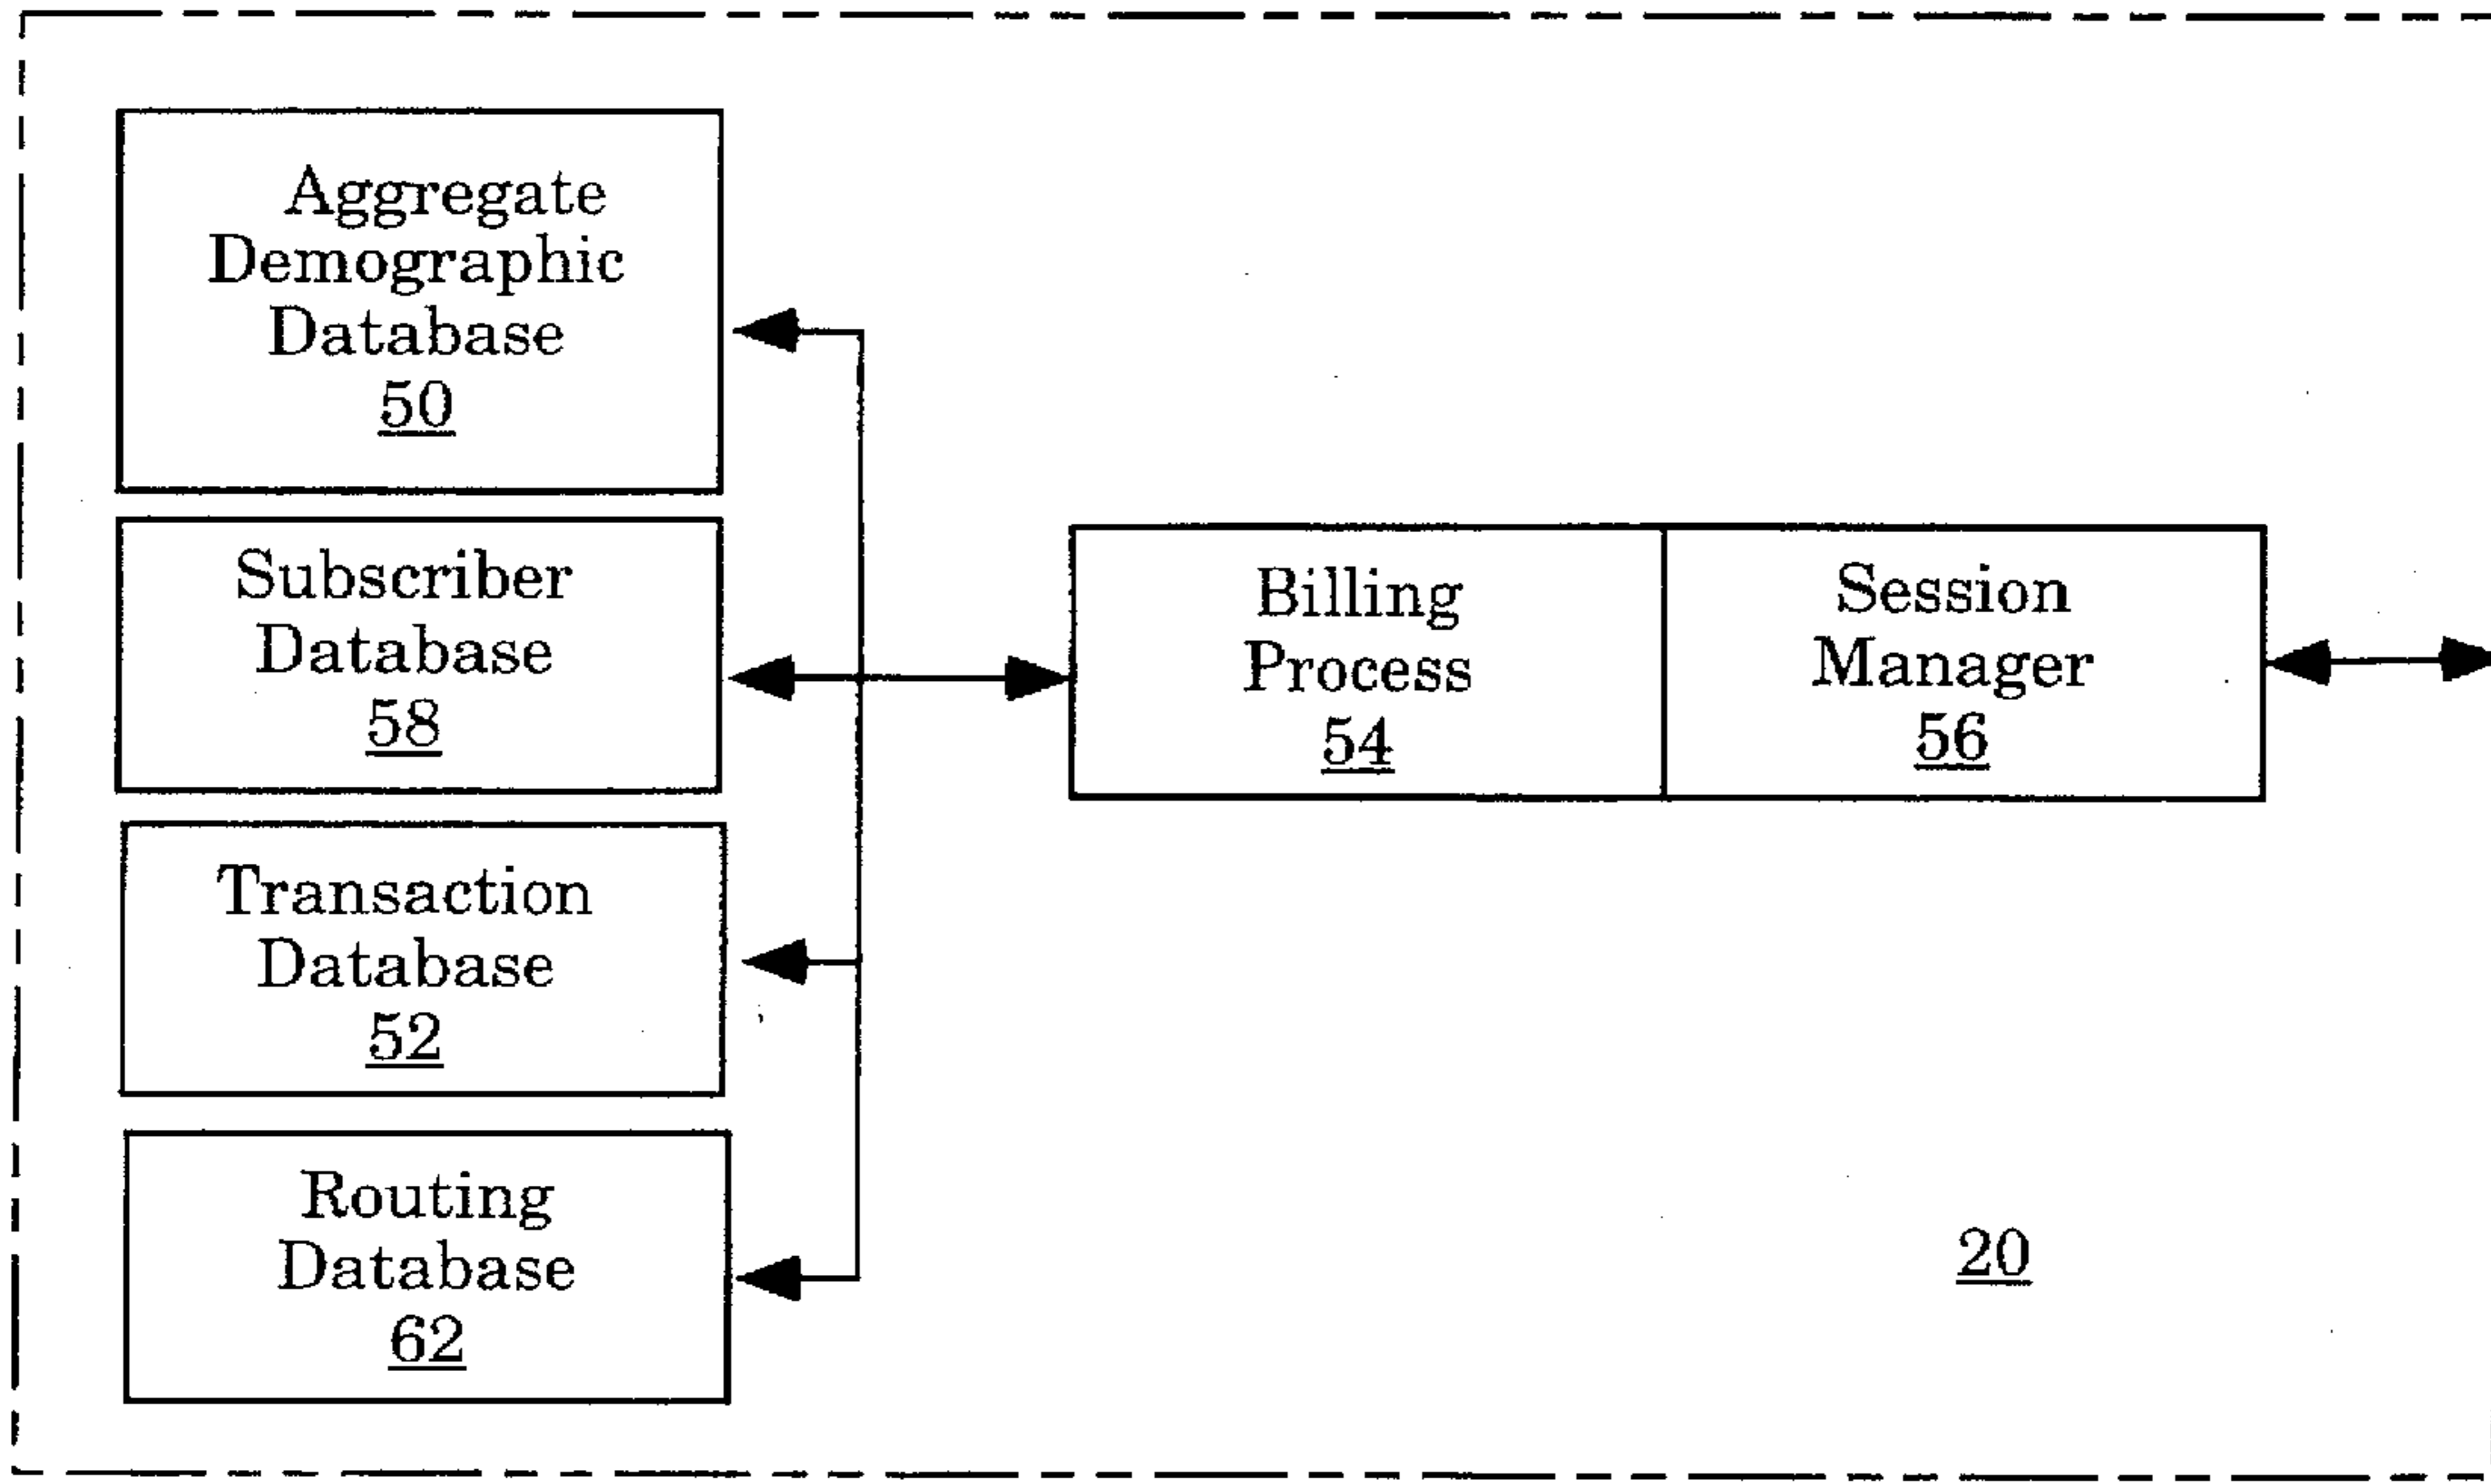 Aggregate
Demographic
Database
50
Subscriber
Database
58
Transaction
Database
52
Routing
Database
62
Billing
Process
54
Session
Manager
56
20